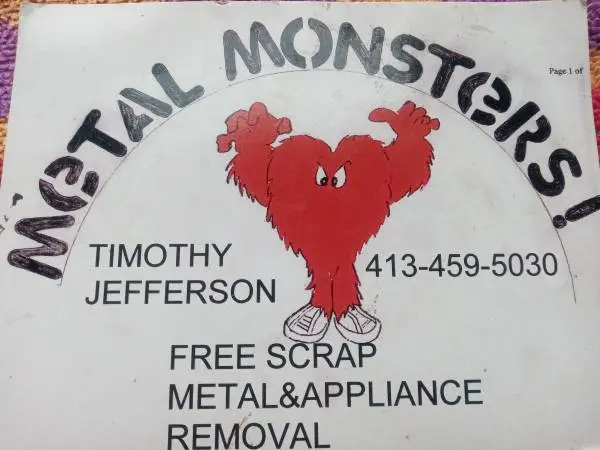 METAL MONSTERS!
Page 1 of
TIMOTHY
JEFFERSON
413-459-5030
FREE SCRAP
METAL&APPLIANCE
REMOVAL